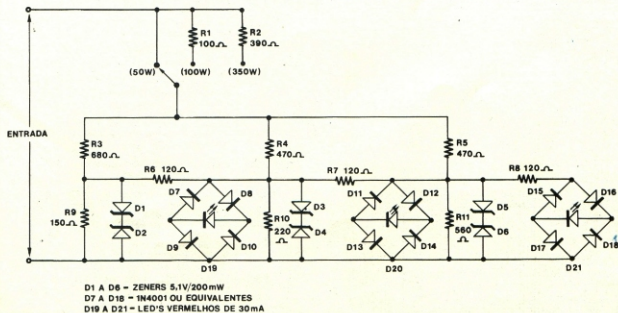 R1
100Ω
R2
390Ω
(50W)
(100W)
(350W)
ENTRADA
R3
680Ω
R4
470Ω
R5
470Ω
R6 120Ω
R7 120Ω
R8 120Ω
D7
D8
D11
D12
D15
D16
R9
150Ω
D1
D2
R10
220
Ω
D3
D4
R11
560
Ω
D5
D6
D9
D10
D13
D14
D17
D18
D19
D20
D21
D1 A D6 - ZENERS 5.1V/200mW
D7 A D18 - 1N4001 OU EQUIVALENTES
D19 A D21 - LED'S VERMELHOS DE 30mA